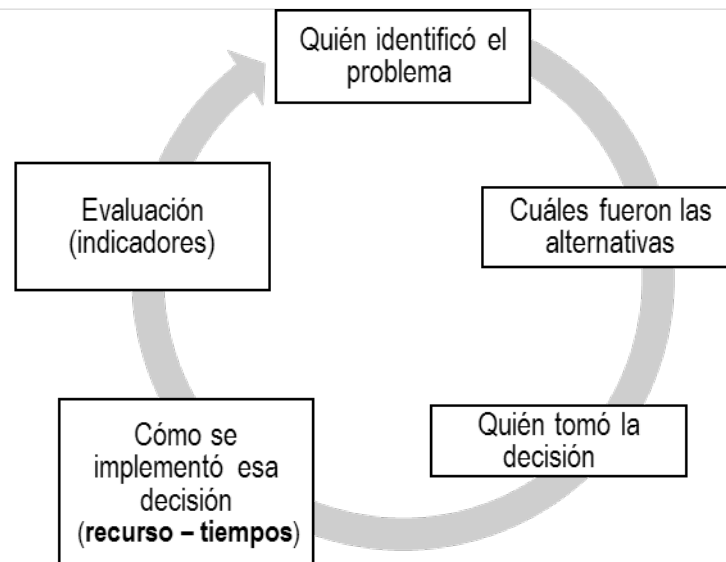 Quién identificó el
problema
Cuáles fueron las
alternativas
Quién tomó la
decisión
Cómo se
implementó esa
decisión
(recurso – tiempos)
Evaluación
(indicadores)